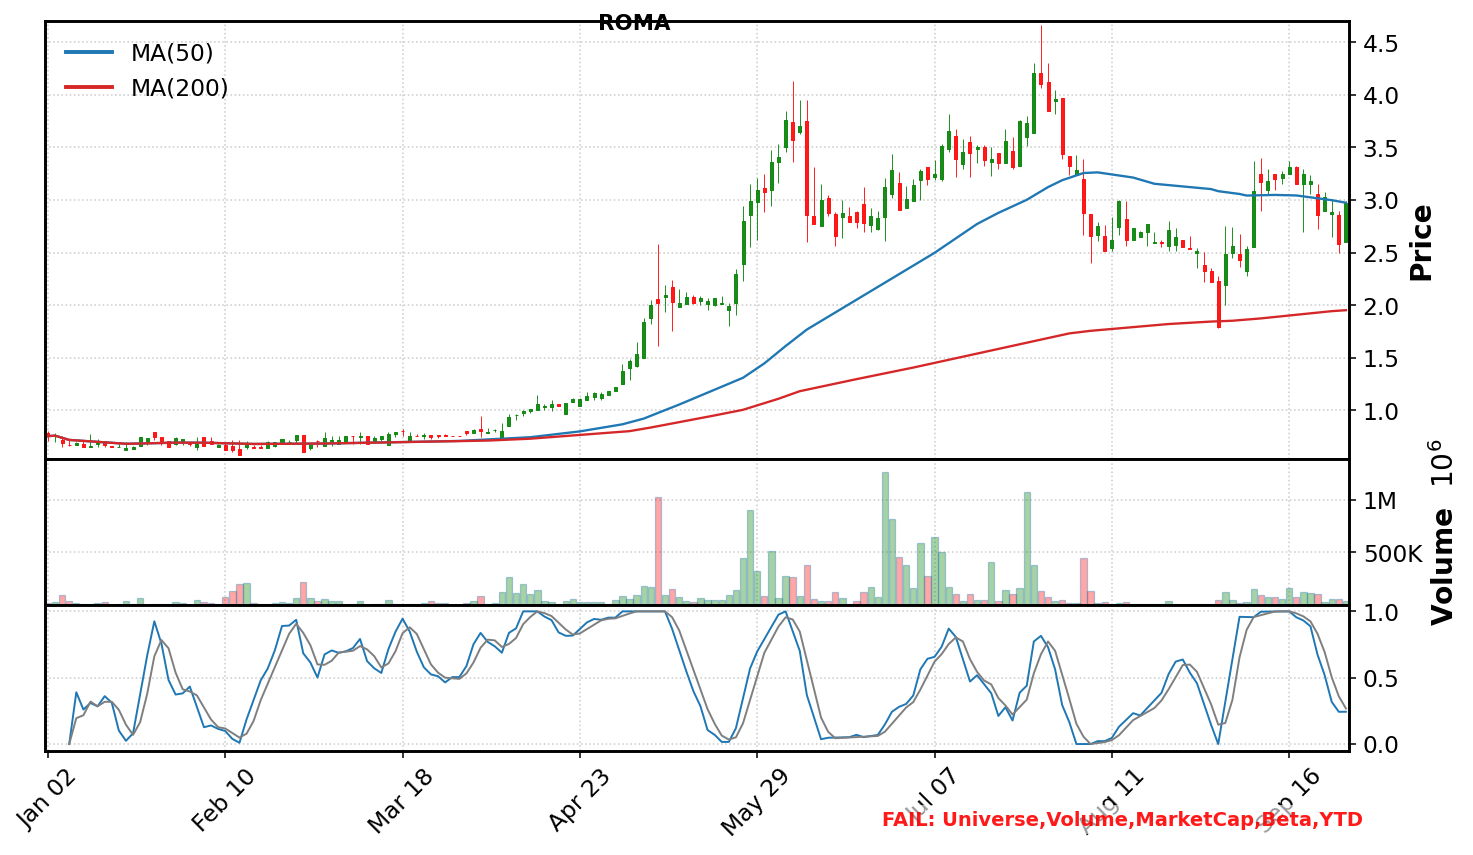 ROMA
MA(50)
MA(200)
4.5
4.0
3.5
3.0
2.5
2.0
1.5
1.0
Price
1M
500K
Volume 10⁶
1.0
0.5
0.0
Jan 02
Feb 10
Mar 18
Apr 23
May 29
Jul 07
Aug 11
Sep 16
FAIL: Universe,Volume,MarketCap,Beta,YTD